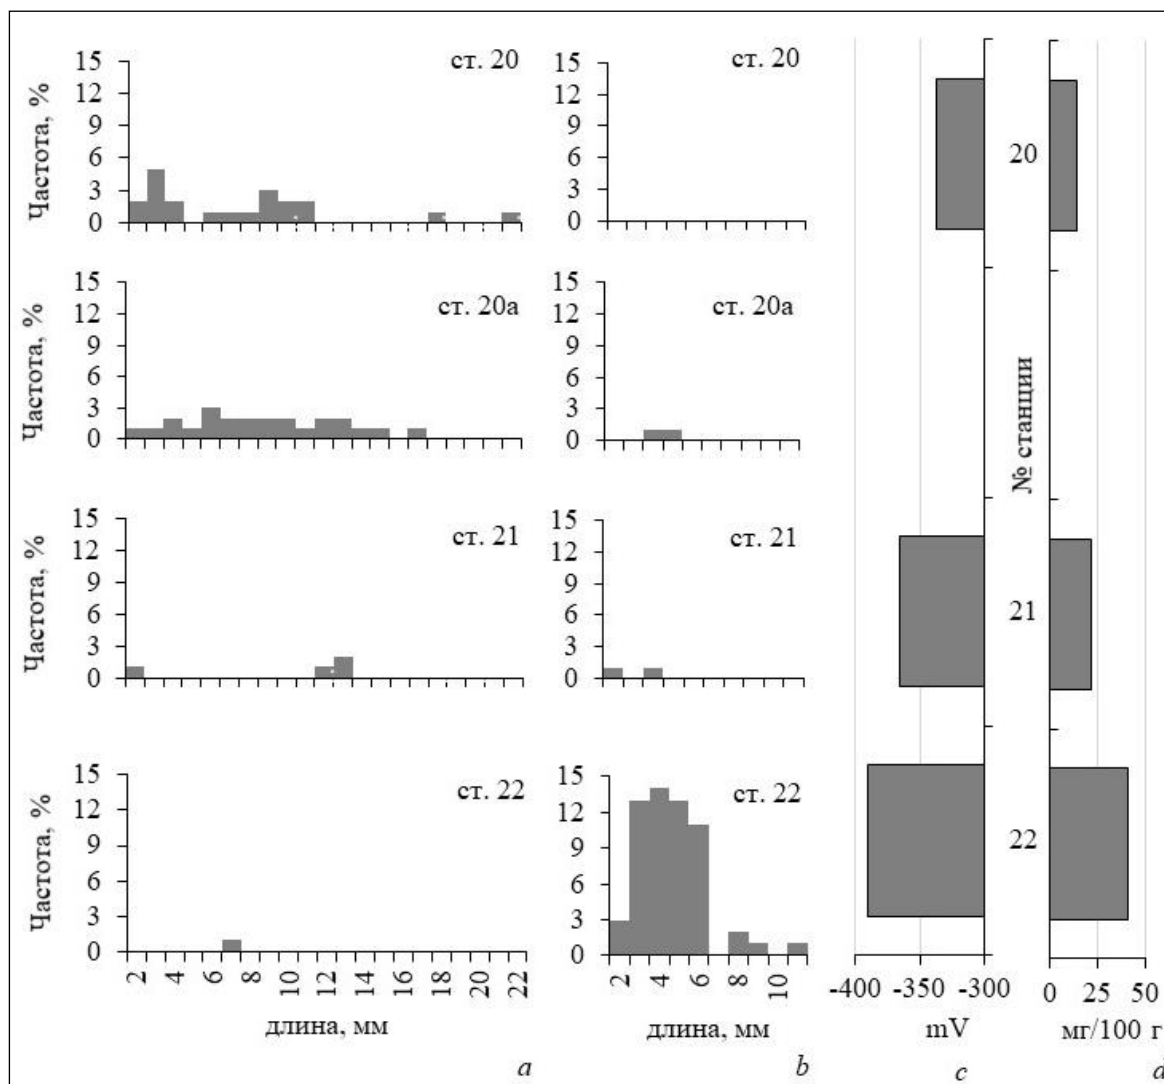 ст. 20
15
12
9
6
3
0
Частота, %
ст. 20
15
12
9
6
3
0
ст. 20а
15
12
9
6
3
0
Частота, %
ст. 20а
15
12
9
6
3
0
ст. 21
15
12
9
6
3
0
Частота, %
ст. 21
15
12
9
6
3
0
ст. 22
15
12
9
6
3
0
Частота, %
2 4 6 8 10 12 14 16 18 20 22
длина, мм
a
ст. 22
15
12
9
6
3
0
2 4 6 8 10
длина, мм
b
-400 -350 -300
mV
c
20
№ станции
21
22
0 25 50
мг/100 г
d